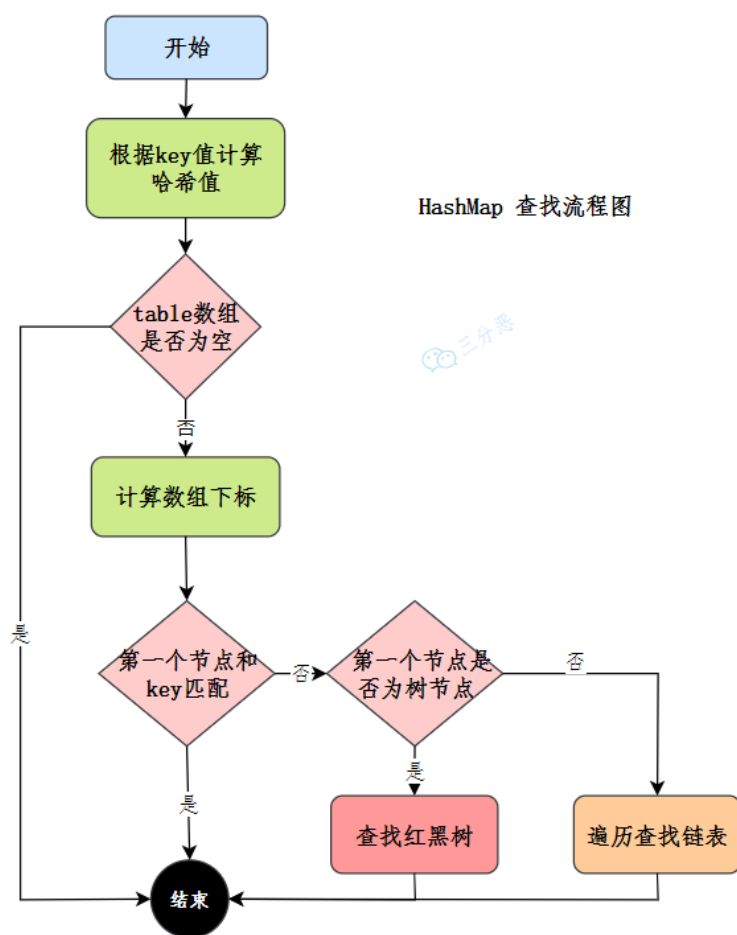 开始
根据key值计算
哈希值
HashMap 查找流程图
table数组
是否为空
三分恶
否
计算数组下标
是
第一个节点和
key匹配
否
第一个节点是
否为树节点
否
是
是
查找红黑树
遍历查找链表
结束